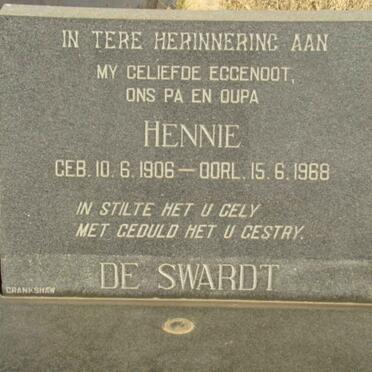 IN TERE HERINNERING AAN
MY GELIEFDE EGGENOOT,
ONS PA EN OUPA
HENNIE
GEB. 10. 6. 1906 — OORL. 15. 6. 1968
IN STILTE HET U GELY
MET GEDULD HET U GESTRY.
DE SWARDT
CRANKSHAW